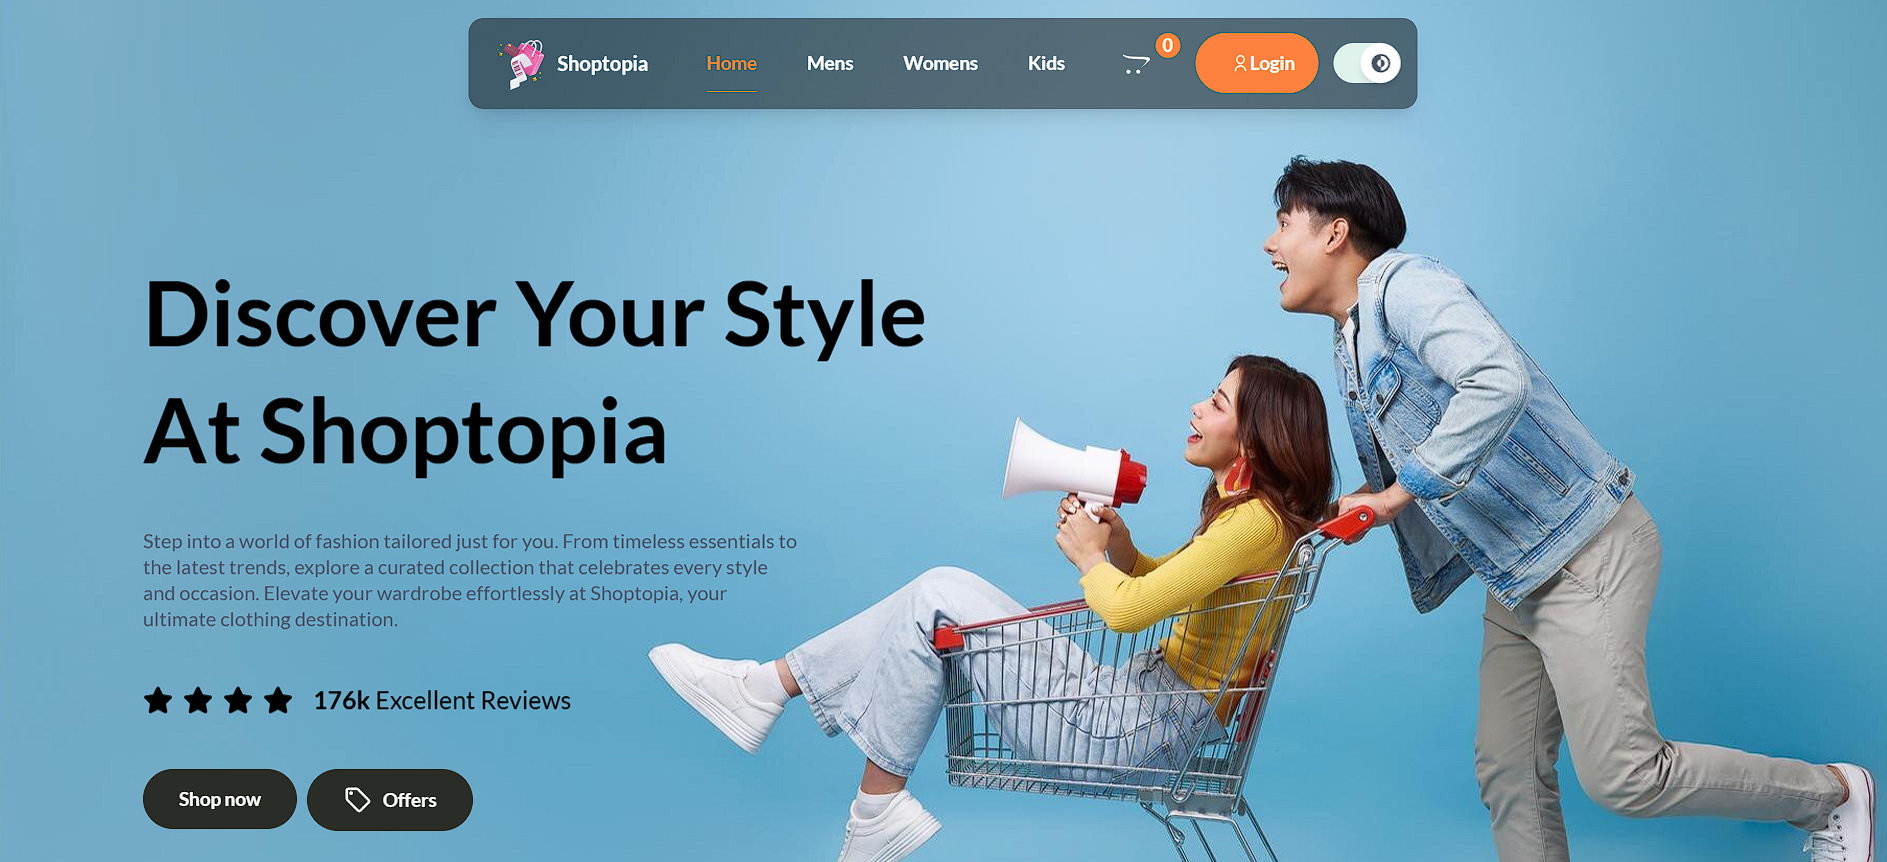 Shoptopia
Home
Mens
Womens
Kids
0
Login
Discover Your Style
At Shoptopia
Step into a world of fashion tailored just for you. From timeless essentials to
the latest trends, explore a curated collection that celebrates every style
and occasion. Elevate your wardrobe effortlessly at Shoptopia, your
ultimate clothing destination.
176k Excellent Reviews
Shop now
Offers